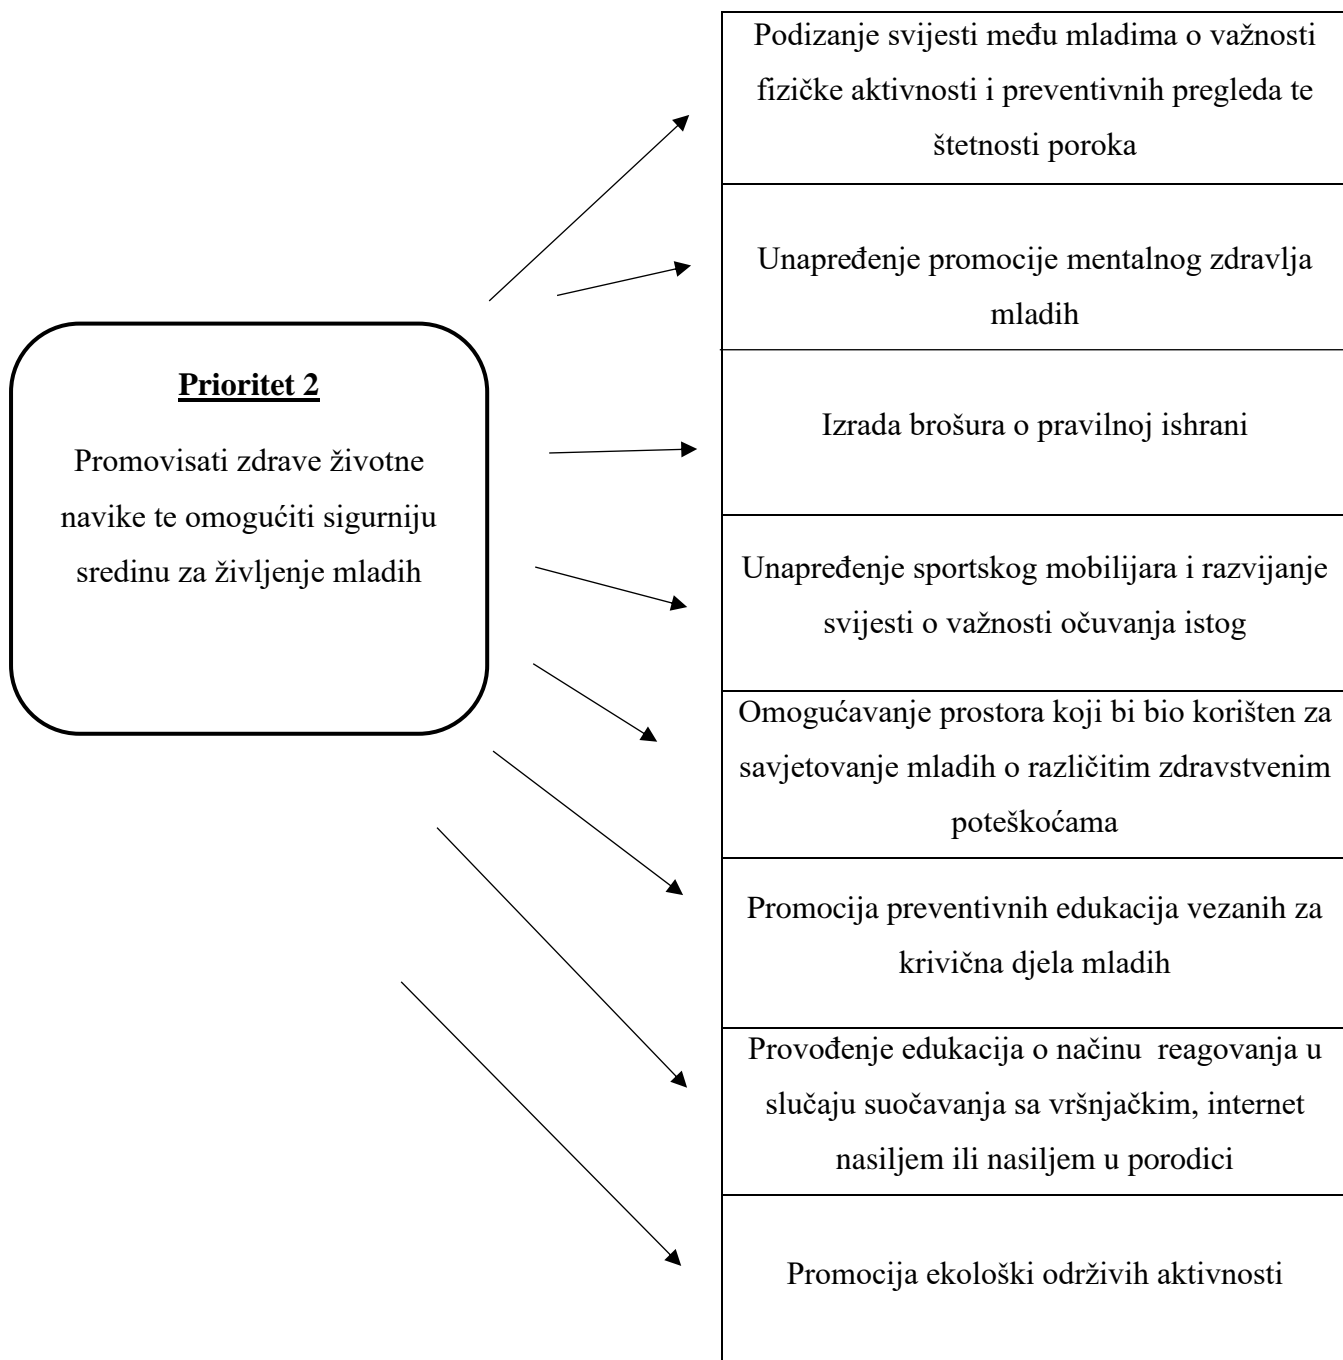 Prioritet 2
Promovisati zdrave životne
navike te omogućiti sigurniju
sredinu za življenje mladih
Podizanje svijesti među mladima o važnosti
fizičke aktivnosti i preventivnih pregleda te
štetnosti poroka
Unapređenje promocije mentalnog zdravlja
mladih
Izrada brošura o pravilnoj ishrani
Unapređenje sportskog mobilijara i razvijanje
svijesti o važnosti očuvanja istog
Omogućavanje prostora koji bi bio korišten za
savjetovanje mladih o različitim zdravstvenim
poteškoćama
Promocija preventivnih edukacija vezanih za
krivična djela mladih
Provođenje edukacija o načinu  reagovanja u
slučaju suočavanja sa vršnjačkim, internet
nasiljem ili nasiljem u porodici
Promocija ekološki održivih aktivnosti